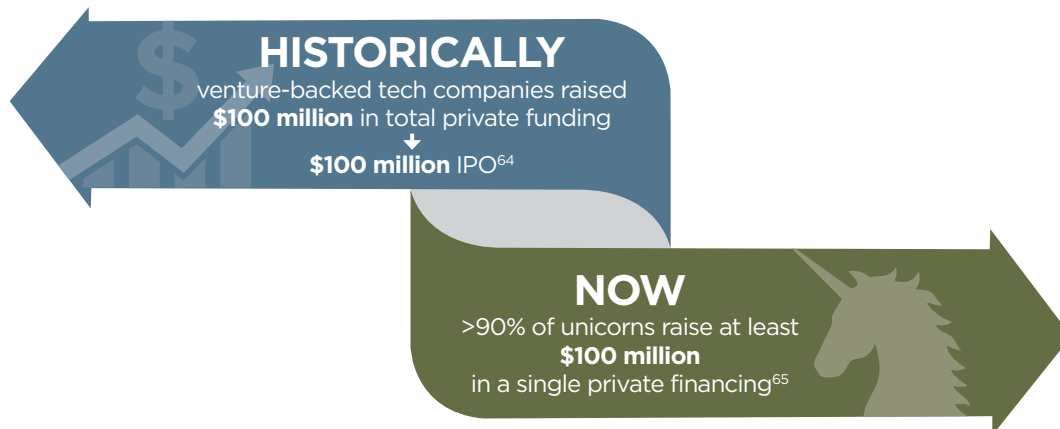 HISTORICALLY
venture-backed tech companies raised
$100 million in total private funding
$100 million IPO64
NOW
>90% of unicorns raise at least
$100 million
in a single private financing65